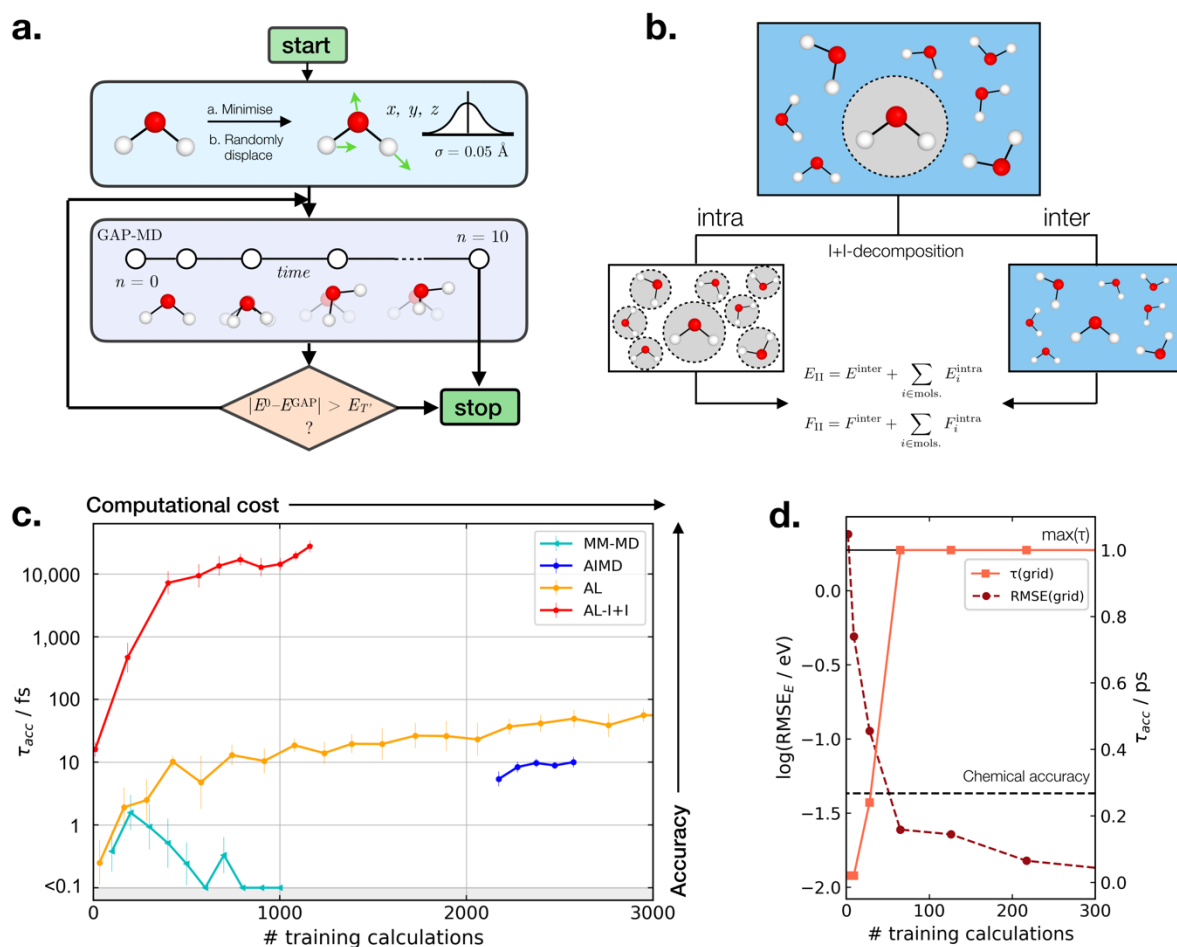 a.
start
a. Minimise
b. Randomly
displace
x, y, z
σ = 0.05 Å
GAP-MD
n = 10
n = 0
time
|E⁰–E^GAP| > E_T'
?
stop
b.
intra
inter
I+I-decomposition
E_II = E^inter + ∑_{i∈mols.} E_i^intra
F_II = F^inter + ∑_{i∈mols.} F_i^intra
c.
Computational cost
MM-MD
AIMD
AL
AL-I+I
10,000
1,000
100
10
1
<0.1
τ_acc / fs
0
1000
2000
3000
# training calculations
Accuracy
d.
max(τ)
τ(grid)
RMSE(grid)
Chemical accuracy
0.0
−0.5
−1.0
−1.5
−2.0
log(RMSE_E / eV)
1.0
0.8
0.6
0.4
0.2
0.0
τ_acc / ps
0
100
200
300
# training calculations